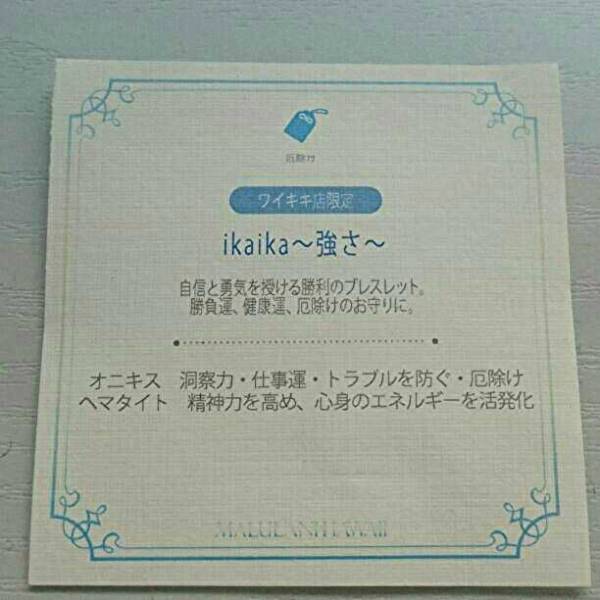 厄除け
ワイキキ店限定
ikaika～強さ～
自信と勇気を授ける勝利のブレスレット。
勝負運、健康運、厄除けのお守りに。
オニキス　洞察力・仕事運・トラブルを防ぐ・厄除け
ヘマタイト　精神力を高め、心身のエネルギーを活発化
MALULANI HAWAII